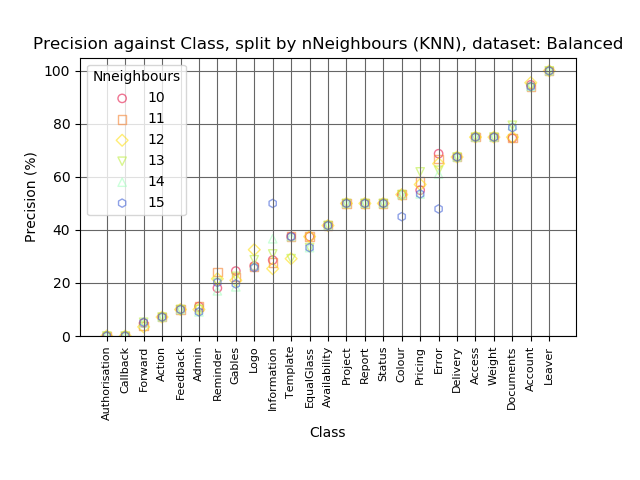 Precision against Class, split by nNeighbours (KNN), dataset: Balanced
Precision (%)
100
80
60
40
20
0
Nneighbours
10
11
12
13
14
15
Authorisation
Callback
Forward
Action
Feedback
Admin
Reminder
Gables
Logo
Information
Template
EqualGlass
Availability
Project
Report
Status
Colour
Pricing
Error
Delivery
Access
Weight
Documents
Account
Leaver
Class